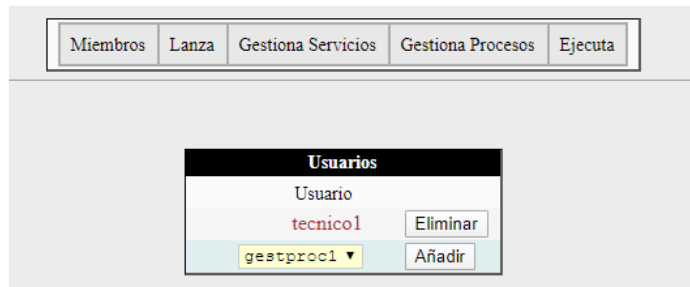 Miembros Lanza Gestiona Servicios Gestiona Procesos Ejecuta
Usuarios
Usuario
tecnico1 Eliminar
gestproc1 Añadir